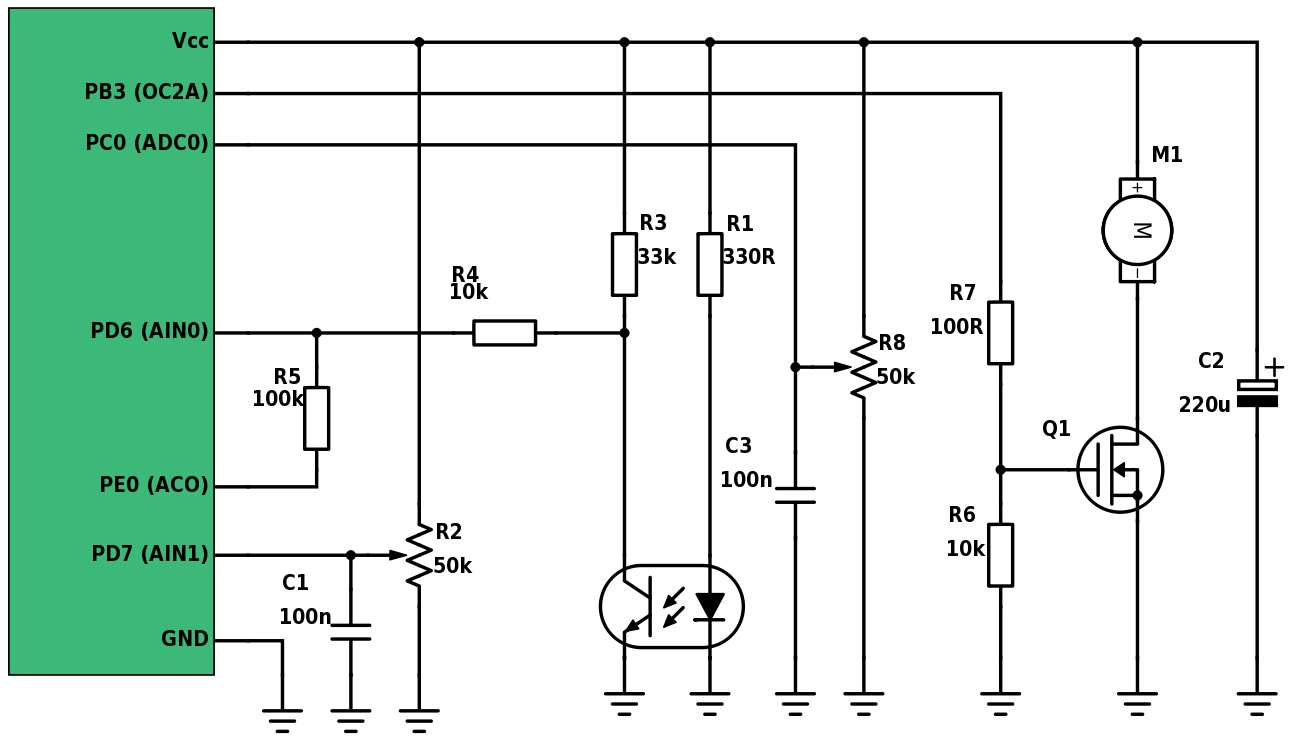 Vcc
PB3 (OC2A)
PC0 (ADC0)
PD6 (AIN0)
PE0 (ACO)
PD7 (AIN1)
GND
R5
100k
C1
100n
R4
10k
R2
50k
R3
33k
R1
330R
C3
100n
R8
50k
R7
100R
R6
10k
M1
+
M
−
Q1
C2
+
220u